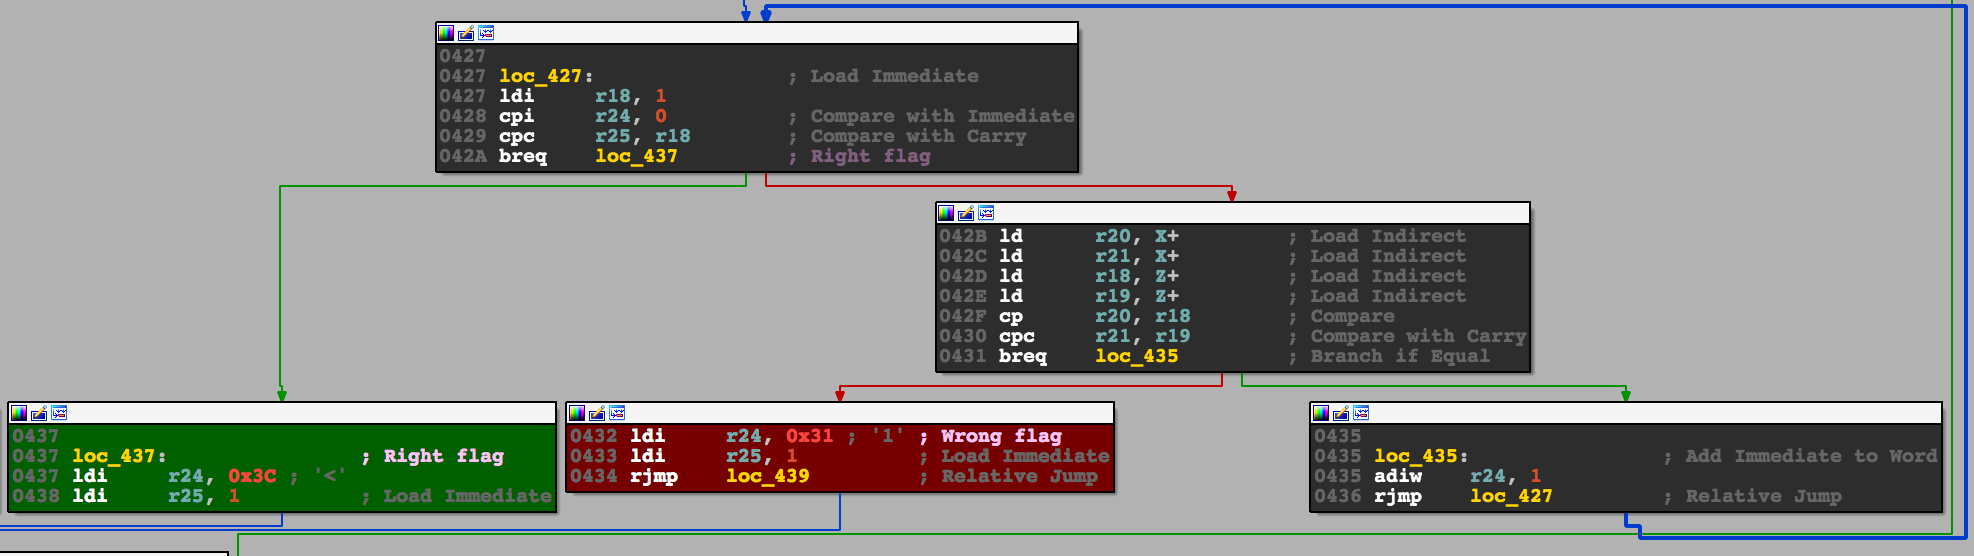 0427
0427 loc_427: ; Load Immediate
0427 ldi r18, 1
0428 cpi r24, 0 ; Compare with Immediate
0429 cpc r25, r18 ; Compare with Carry
042A breq loc_437 ; Right flag
042B ld r20, X+ ; Load Indirect
042C ld r21, X+ ; Load Indirect
042D ld r18, Z+ ; Load Indirect
042E ld r19, Z+ ; Load Indirect
042F cp r20, r18 ; Compare
0430 cpc r21, r19 ; Compare with Carry
0431 breq loc_435 ; Branch if Equal
0437
0437 loc_437: ; Right flag
0437 ldi r24, 0x3C ; '<'
0438 ldi r25, 1 ; Load Immediate
0432 ldi r24, 0x31 ; '1' ; Wrong flag
0433 ldi r25, 1 ; Load Immediate
0434 rjmp loc_439 ; Relative Jump
0435
0435 loc_435: ; Add Immediate to Word
0435 adiw r24, 1
0436 rjmp loc_427 ; Relative Jump